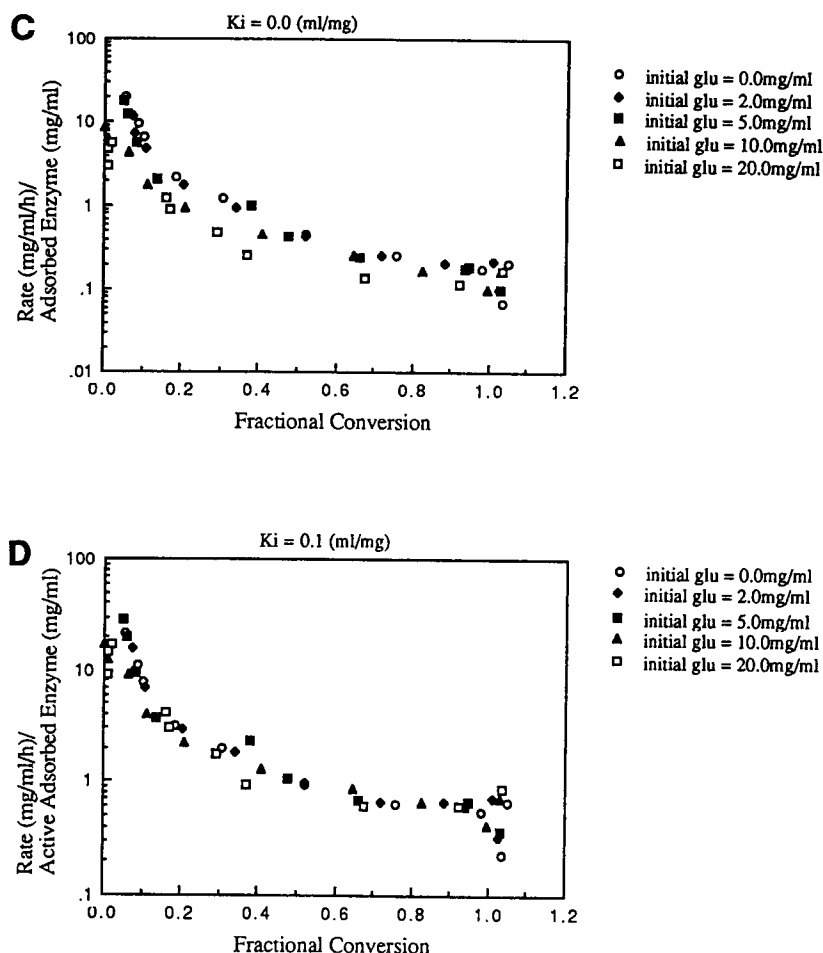 C
Ki = 0.0 (ml/mg)
100
10
1
.1
.01
Rate (mg/ml/h)/
Adsorbed Enzyme (mg/ml)
0.0 0.2 0.4 0.6 0.8 1.0 1.2
Fractional Conversion
initial glu = 0.0mg/ml
initial glu = 2.0mg/ml
initial glu = 5.0mg/ml
initial glu = 10.0mg/ml
initial glu = 20.0mg/ml
D
Ki = 0.1 (ml/mg)
100
10
1
.1
Rate (mg/ml/h)/
Active Adsorbed Enzyme (mg/ml)
0.0 0.2 0.4 0.6 0.8 1.0 1.2
Fractional Conversion
initial glu = 0.0mg/ml
initial glu = 2.0mg/ml
initial glu = 5.0mg/ml
initial glu = 10.0mg/ml
initial glu = 20.0mg/ml